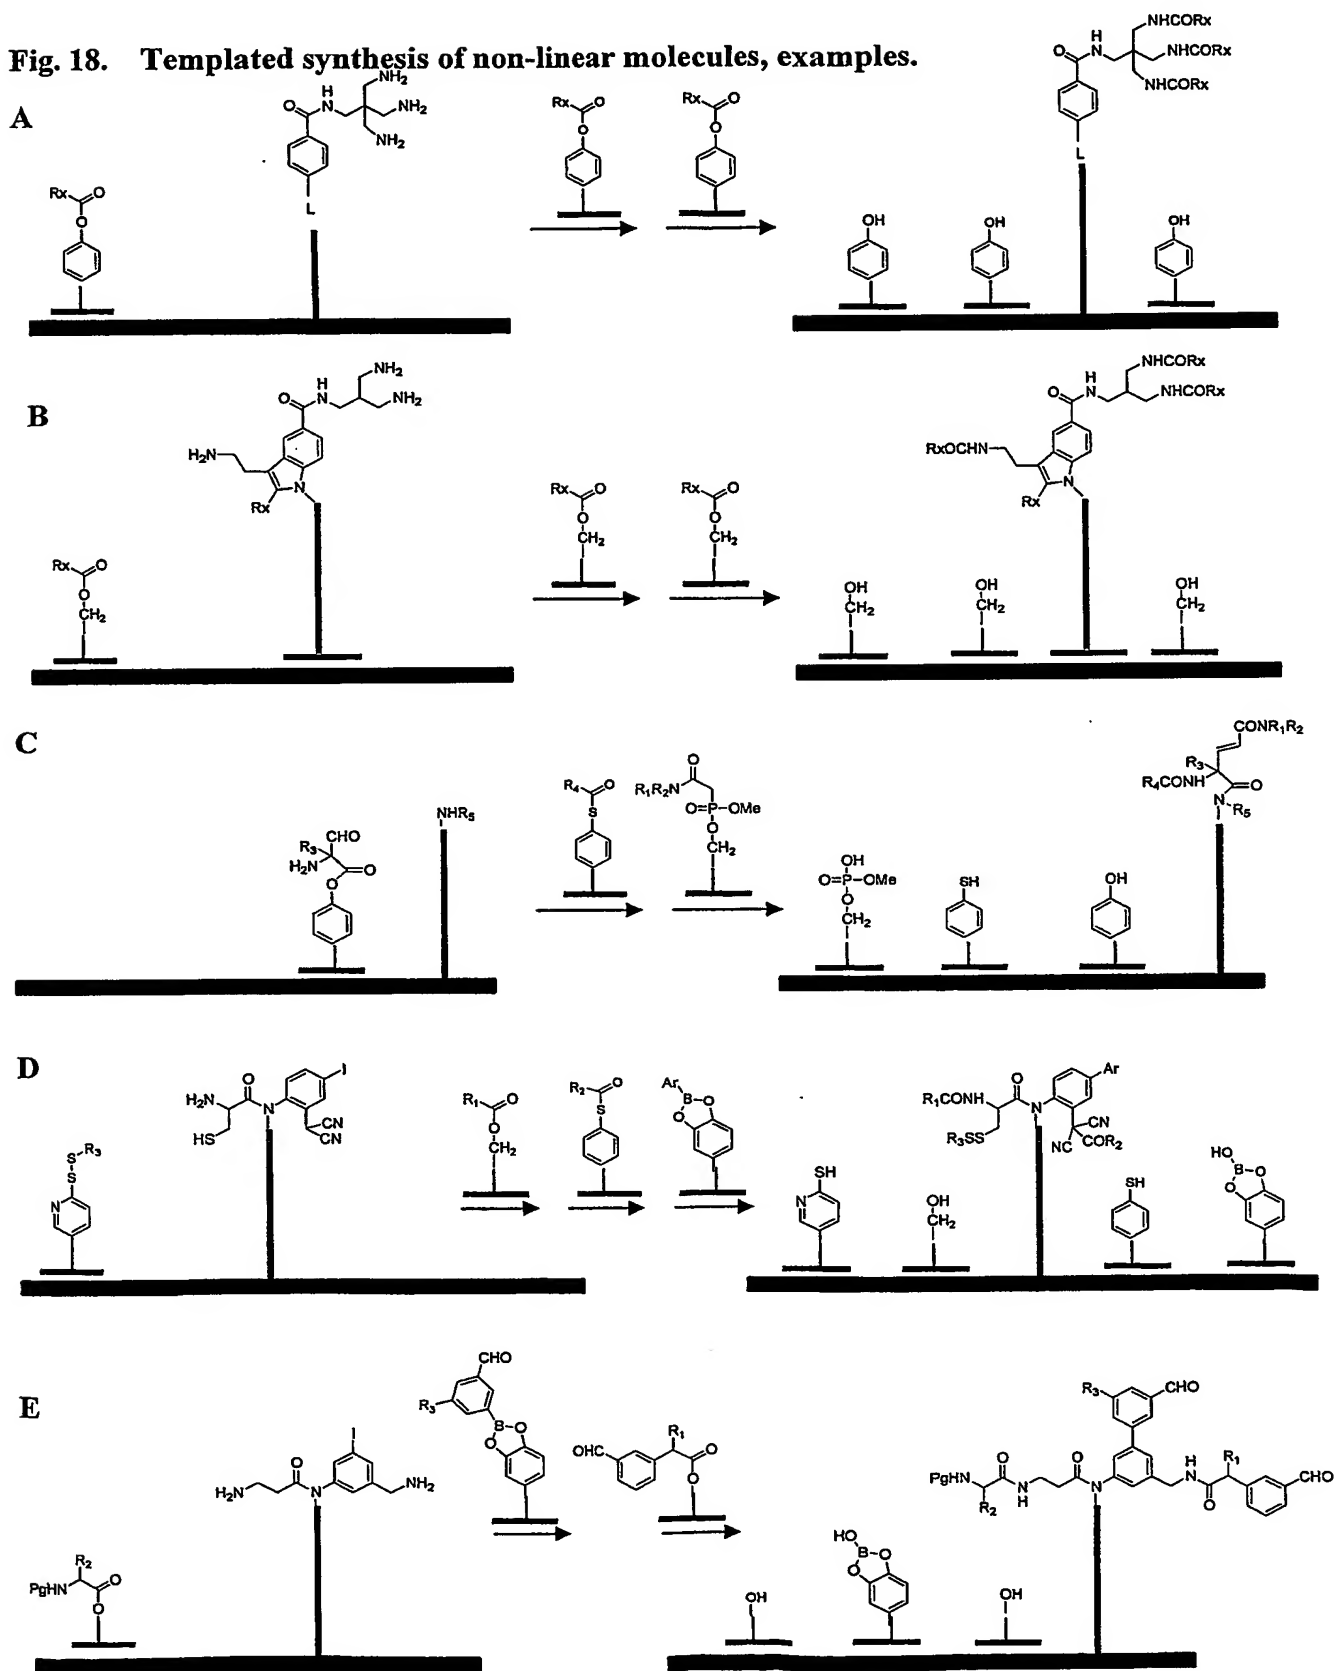 Fig. 18. Templated synthesis of non-linear molecules, examples.
A
Rx O
O
O H
N
NH2
NH2
NH2
L
Rx O
O
Rx O
O
OH
OH
O H
N
NHCORx
NHCORx
NHCORx
L
OH
B
Rx O
O
CH2
H2N
O H
N
NH2
NH2
N
Rx
Rx O
O
CH2
Rx O
O
CH2
OH
CH2
OH
CH2
RxOCHN
O H
N
NHCORx
NHCORx
N
Rx
OH
CH2
C
R3 CHO
H2N
O
O
NHR5
R4 O
S
O
R1R2N
O=P-OMe
O
CH2
OH
O=P-OMe
O
CH2
SH
OH
CONR1R2
R3
R4CONH
O
N
R5
D
S-R3
S
N
H2N
O
HS
N
I
CN
CN
R1 O
O
CH2
R2 O
S
Ar
B-O
O
SH
N
OH
CH2
R1CONH
O
R3SS
N
Ar
CN
NC COR2
SH
HO
B-O
O
E
R2
PgHN
O
O
H2N
O
N
I
NH2
CHO
R3
B-O
O
OHC
R1
O
O
OH
HO
B-O
O
OH
R3 CHO
PgHN
O
R2
N
H
O
N
H
N
O
R1
CHO